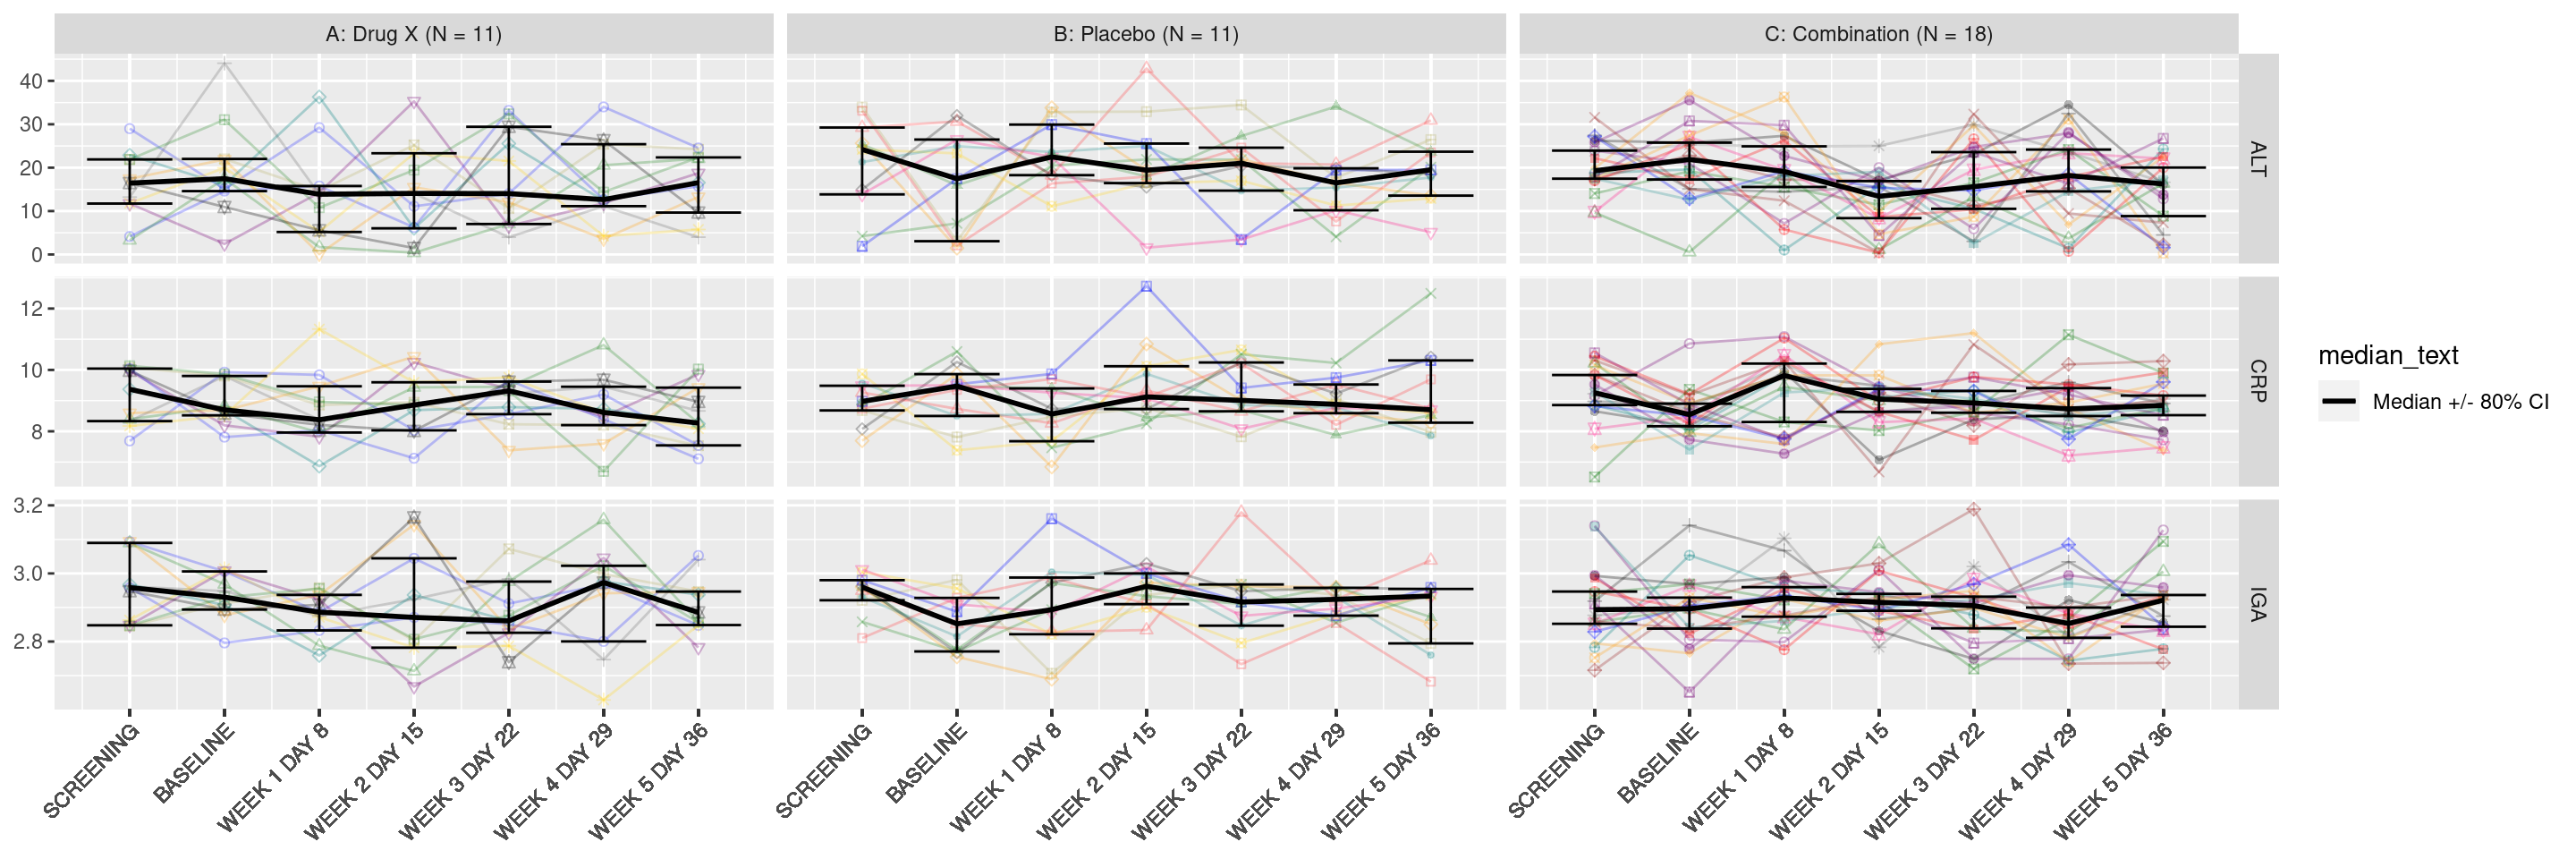 A: Drug X (N = 11)
B: Placebo (N = 11)
C: Combination (N = 18)
40
30
20
10
0
ALT
12
10
8
CRP
3.2
3.0
2.8
IGA
median_text
Median +/- 80% CI
SCREENING
BASELINE
WEEK 1 DAY 8
WEEK 2 DAY 15
WEEK 3 DAY 22
WEEK 4 DAY 29
WEEK 5 DAY 36
SCREENING
BASELINE
WEEK 1 DAY 8
WEEK 2 DAY 15
WEEK 3 DAY 22
WEEK 4 DAY 29
WEEK 5 DAY 36
SCREENING
BASELINE
WEEK 1 DAY 8
WEEK 2 DAY 15
WEEK 3 DAY 22
WEEK 4 DAY 29
WEEK 5 DAY 36